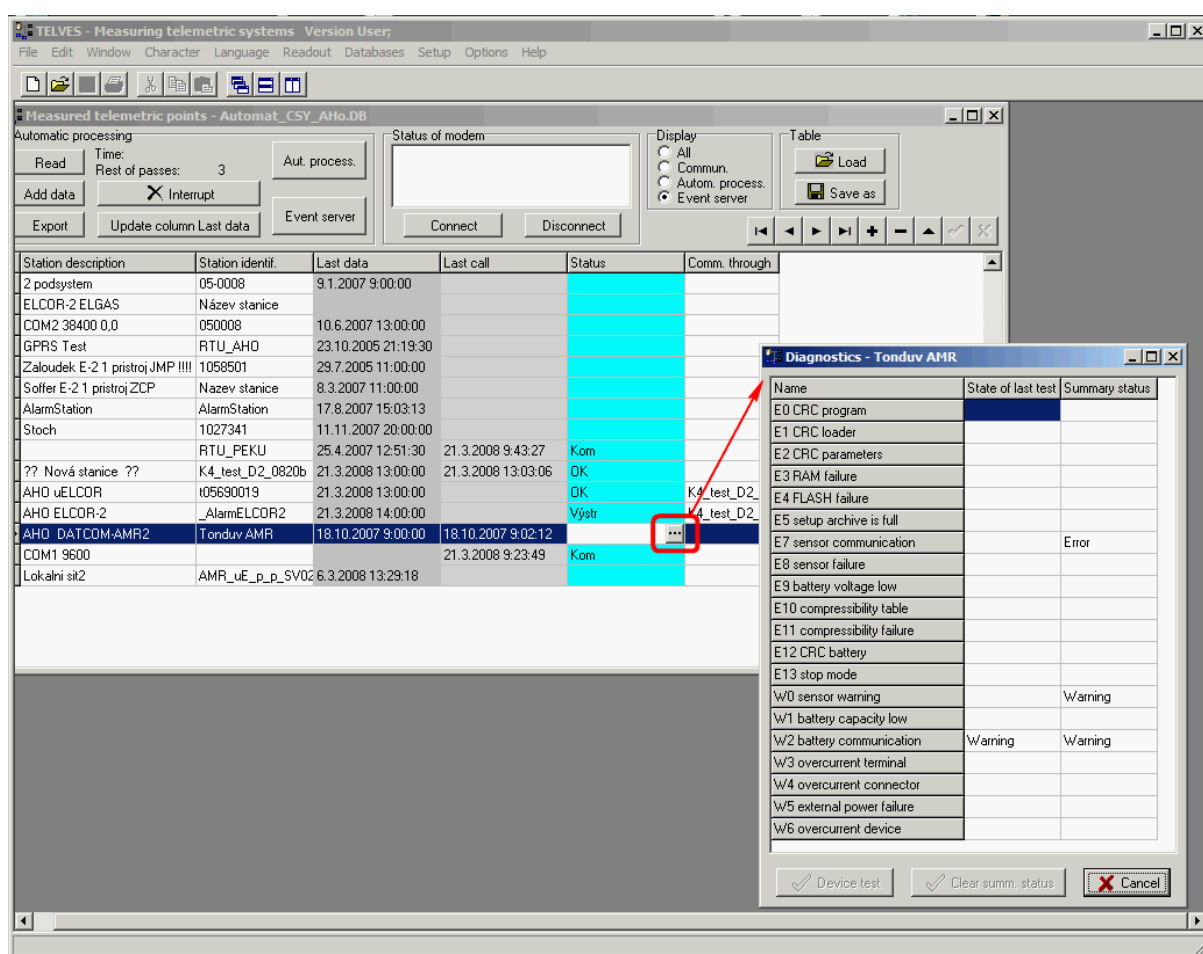 TELVES - Measuring telemetric systems Version User;
File Edit Window Character Language Readout Databases Setup Options Help
Measured telemetric points - Automat_CSY_AHo.DB
Automatic processing
Read Time:
Rest of passes: 3
Aut. process.
Add data Interrupt
Export Update column Last data
Event server
Status of modem
Connect Disconnect
Display
All
Commun.
Autom. process.
Event server
Table
Load
Save as
Station description Station identif. Last data Last call Status Comm. through
2 podsystem 05-0008 9.1.2007 9:00:00
ELCOR-2 ELGAS Název stanice
COM2 38400 0,0 050008 10.6.2007 13:00:00
GPRS Test RTU_AHO 23.10.2005 21:19:30
Zaloudek E-2 1 pristroj JMP !!!! 1058501 29.7.2005 11:00:00
Soffer E-2 1 pristroj ZCP Nazev stanice 8.3.2007 11:00:00
AlarmStation AlarmStation 17.8.2007 15:03:13
Stoch 1027341 11.11.2007 20:00:00
RTU_PEKU 25.4.2007 12:51:30 21.3.2008 9:43:27 Kom
?? Nová stanice ?? K4_test_D2_0820b 21.3.2008 13:00:00 21.3.2008 13:03:06 OK
AHO uELCOR t05690019 21.3.2008 13:00:00 OK K4_test_D2_
AHO ELCOR-2 _AlarmELCOR2 21.3.2008 14:00:00 Výstr K4_test_D2_
AHO DATCOM-AMR2 Tonduv AMR 18.10.2007 9:00:00 18.10.2007 9:02:12 ...
COM1 9600 21.3.2008 9:23:49 Kom
Lokalni sit2 AMR_uE_p_p_SV02 6.3.2008 13:29:18
Diagnostics - Tonduv AMR
Name State of last test Summary status
E0 CRC program
E1 CRC loader
E2 CRC parameters
E3 RAM failure
E4 FLASH failure
E5 setup archive is full
E7 sensor communication Error
E8 sensor failure
E9 battery voltage low
E10 compressibility table
E11 compressibility failure
E12 CRC battery
E13 stop mode
W0 sensor warning Warning
W1 battery capacity low
W2 battery communication Warning Warning
W3 overcurrent terminal
W4 overcurrent connector
W5 external power failure
W6 overcurrent device
Device test Clear summ. status Cancel